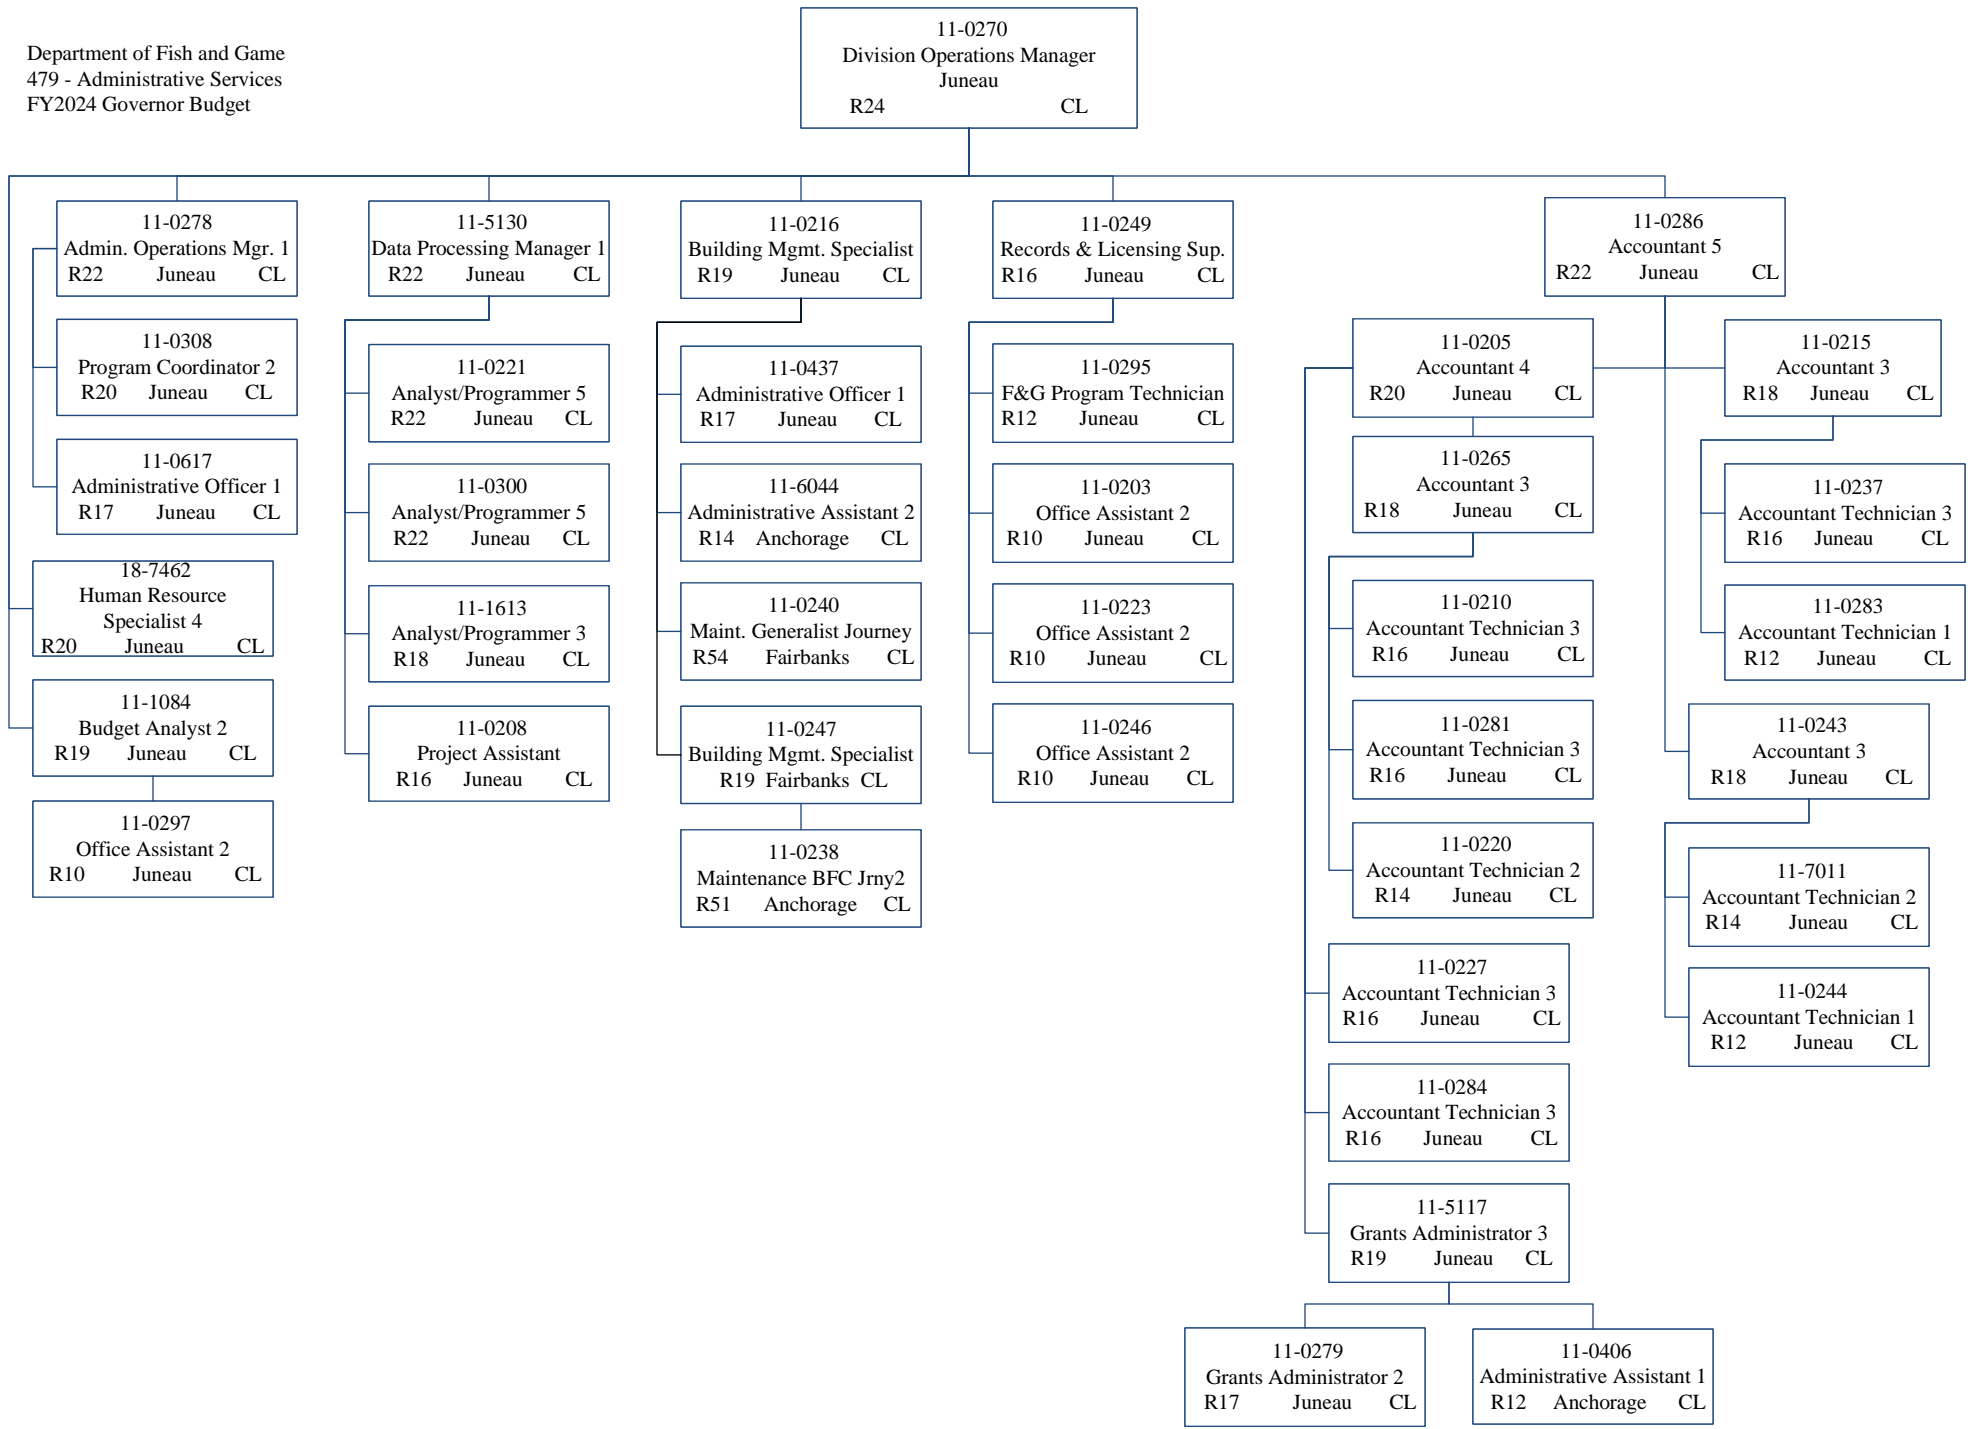 Department of Fish and Game
479 - Administrative Services
FY2024 Governor Budget
11-0270
Division Operations Manager
Juneau
R24 CL
11-0278
Admin. Operations Mgr. 1
R22 Juneau CL
11-0308
Program Coordinator 2
R20 Juneau CL
11-0617
Administrative Officer 1
R17 Juneau CL
18-7462
Human Resource
Specialist 4
R20 Juneau CL
11-1084
Budget Analyst 2
R19 Juneau CL
11-0297
Office Assistant 2
R10 Juneau CL
11-5130
Data Processing Manager 1
R22 Juneau CL
11-0221
Analyst/Programmer 5
R22 Juneau CL
11-0300
Analyst/Programmer 5
R22 Juneau CL
11-1613
Analyst/Programmer 3
R18 Juneau CL
11-0208
Project Assistant
R16 Juneau CL
11-0216
Building Mgmt. Specialist
R19 Juneau CL
11-0437
Administrative Officer 1
R17 Juneau CL
11-6044
Administrative Assistant 2
R14 Anchorage CL
11-0240
Maint. Generalist Journey
R54 Fairbanks CL
11-0247
Building Mgmt. Specialist
R19 Fairbanks CL
11-0238
Maintenance BFC Jrny2
R51 Anchorage CL
11-0249
Records & Licensing Sup.
R16 Juneau CL
11-0295
F&G Program Technician
R12 Juneau CL
11-0203
Office Assistant 2
R10 Juneau CL
11-0223
Office Assistant 2
R10 Juneau CL
11-0246
Office Assistant 2
R10 Juneau CL
11-0286
Accountant 5
R22 Juneau CL
11-0205
Accountant 4
R20 Juneau CL
11-0265
Accountant 3
R18 Juneau CL
11-0210
Accountant Technician 3
R16 Juneau CL
11-0281
Accountant Technician 3
R16 Juneau CL
11-0220
Accountant Technician 2
R14 Juneau CL
11-0227
Accountant Technician 3
R16 Juneau CL
11-0284
Accountant Technician 3
R16 Juneau CL
11-5117
Grants Administrator 3
R19 Juneau CL
11-0279
Grants Administrator 2
R17 Juneau CL
11-0406
Administrative Assistant 1
R12 Anchorage CL
11-0215
Accountant 3
R18 Juneau CL
11-0237
Accountant Technician 3
R16 Juneau CL
11-0283
Accountant Technician 1
R12 Juneau CL
11-0243
Accountant 3
R18 Juneau CL
11-7011
Accountant Technician 2
R14 Juneau CL
11-0244
Accountant Technician 1
R12 Juneau CL